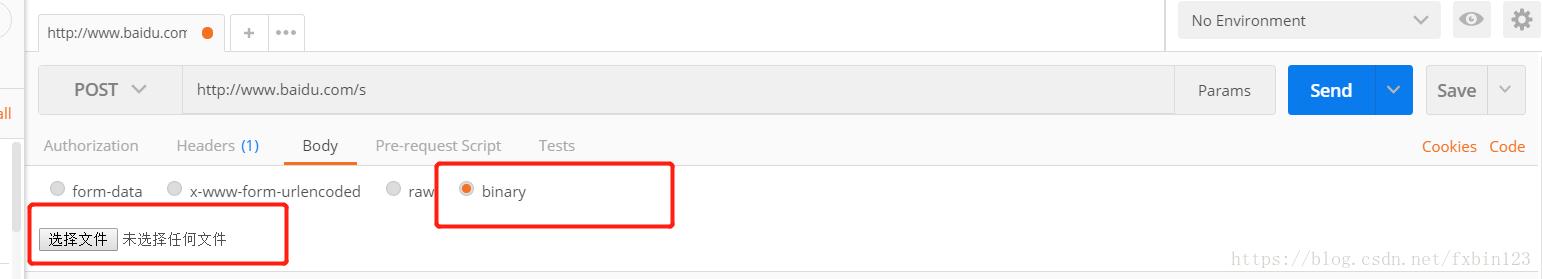 http://www.baidu.com
+
•••
No Environment
POST
http://www.baidu.com/s
Params
Send
Save
all
Authorization
Headers (1)
Body
Pre-request Script
Tests
Cookies
Code
form-data
x-www-form-urlencoded
raw
binary
选择文件 未选择任何文件
https://blog.csdn.net/fxbin123